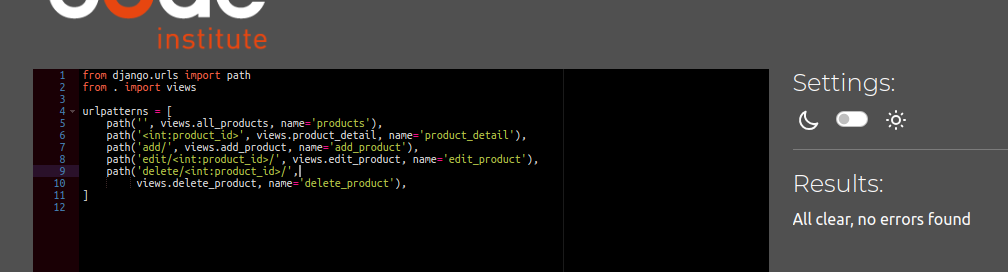 code
institute
1 from django.urls import path
2 from . import views
3
4 urlpatterns = [
5     path('', views.all_products, name='products'),
6     path('<int:product_id>', views.product_detail, name='product_detail'),
7     path('add/', views.add_product, name='add_product'),
8     path('edit/<int:product_id>/', views.edit_product, name='edit_product'),
9     path('delete/<int:product_id>/',
10          views.delete_product, name='delete_product'),
11 ]
12
Settings:
Results:
All clear, no errors found